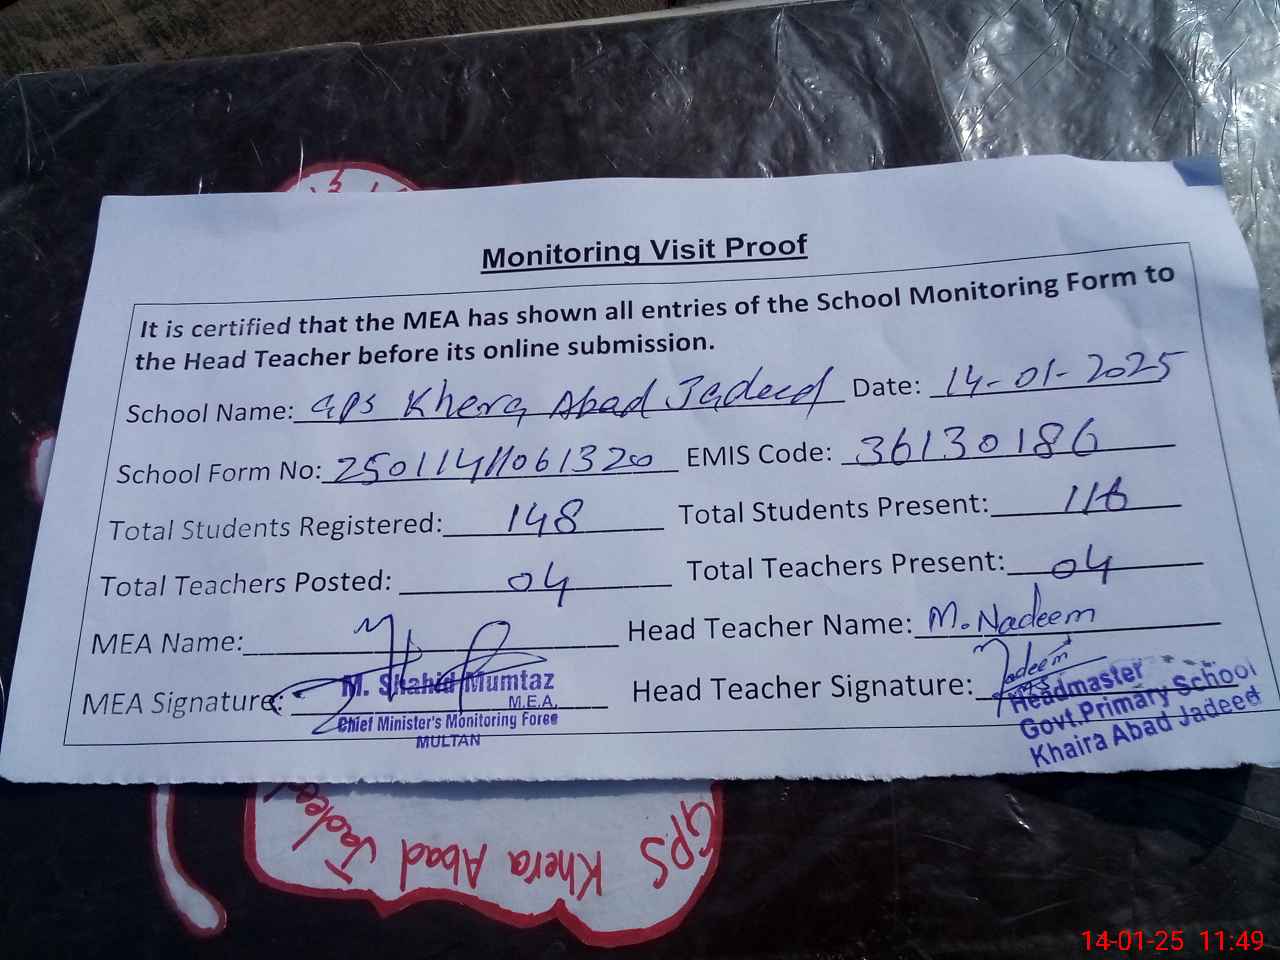 Monitoring Visit Proof
It is certified that the MEA has shown all entries of the School Monitoring Form to
the Head Teacher before its online submission.
School Name: GPS Khera Abad Jadeed Date: 14-01-2025
School Form No: 25011411061320 EMIS Code: 36130186
Total Students Registered: 148 Total Students Present: 116
Total Teachers Posted: 04 Total Teachers Present: 04
MEA Name: Head Teacher Name: M. Nadeem
MEA Signature: Head Teacher Signature: Nadeem
M. Shahid Mumtaz
M.E.A.
Chief Minister's Monitoring Force
MULTAN
Headmaster
Govt. Primary School
Khaira Abad Jadeed
GPS Khera Abad Jadeed
14-01-25 11:49